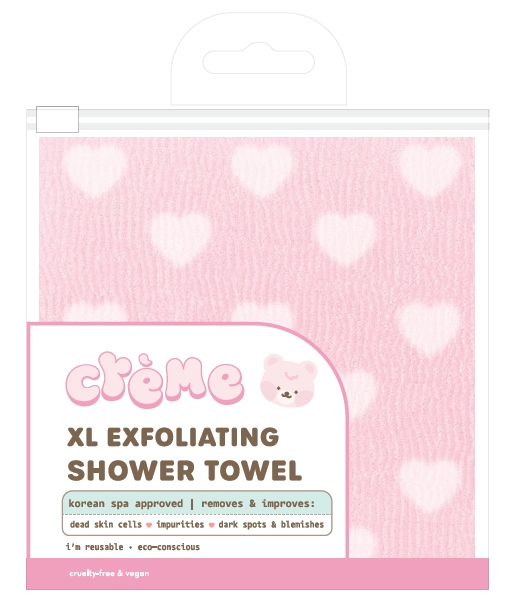 crème
XL EXFOLIATING
SHOWER TOWEL
korean spa approved | removes & improves:
dead skin cells ♥ impurities ♥ dark spots & blemishes
i'm reusable • eco-conscious
cruelty-free & vegan